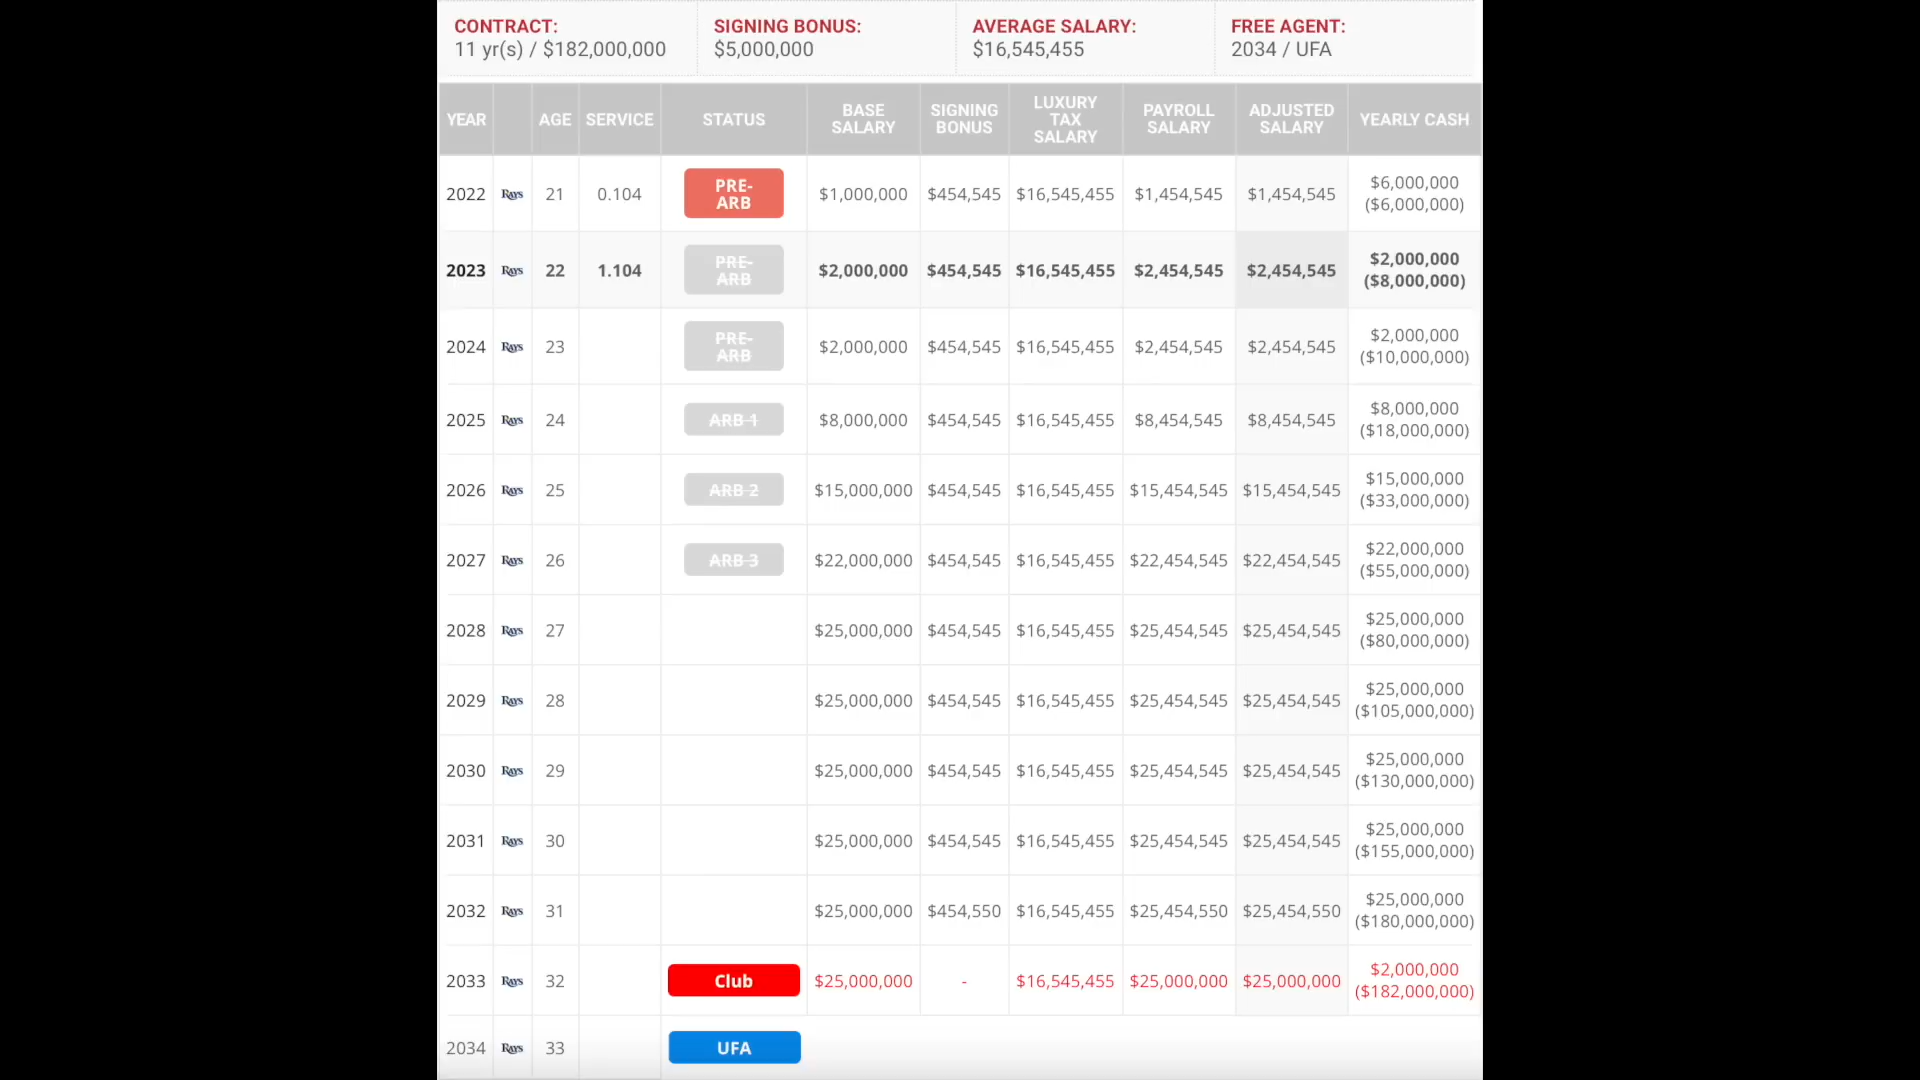 CONTRACT: SIGNING BONUS: AVERAGE SALARY: FREE AGENT:
11 yr(s) / $182,000,000 $5,000,000 $16,545,455 2034 / UFA
YEAR AGE SERVICE STATUS BASE SALARY SIGNING BONUS LUXURY TAX SALARY PAYROLL SALARY ADJUSTED SALARY YEARLY CASH
2022 Rays 21 0.104 PRE-ARB $1,000,000 $454,545 $16,545,455 $1,454,545 $1,454,545 $6,000,000 ($6,000,000)
2023 Rays 22 1.104 PRE-ARB $2,000,000 $454,545 $16,545,455 $2,454,545 $2,454,545 $2,000,000 ($8,000,000)
2024 Rays 23 PRE-ARB $2,000,000 $454,545 $16,545,455 $2,454,545 $2,454,545 $2,000,000 ($10,000,000)
2025 Rays 24 ARB 1 $8,000,000 $454,545 $16,545,455 $8,454,545 $8,454,545 $8,000,000 ($18,000,000)
2026 Rays 25 ARB 2 $15,000,000 $454,545 $16,545,455 $15,454,545 $15,454,545 $15,000,000 ($33,000,000)
2027 Rays 26 ARB 3 $22,000,000 $454,545 $16,545,455 $22,454,545 $22,454,545 $22,000,000 ($55,000,000)
2028 Rays 27 $25,000,000 $454,545 $16,545,455 $25,454,545 $25,454,545 $25,000,000 ($80,000,000)
2029 Rays 28 $25,000,000 $454,545 $16,545,455 $25,454,545 $25,454,545 $25,000,000 ($105,000,000)
2030 Rays 29 $25,000,000 $454,545 $16,545,455 $25,454,545 $25,454,545 $25,000,000 ($130,000,000)
2031 Rays 30 $25,000,000 $454,545 $16,545,455 $25,454,545 $25,454,545 $25,000,000 ($155,000,000)
2032 Rays 31 $25,000,000 $454,550 $16,545,455 $25,454,550 $25,454,550 $25,000,000 ($180,000,000)
2033 Rays 32 Club $25,000,000 - $16,545,455 $25,000,000 $25,000,000 $2,000,000 ($182,000,000)
2034 Rays 33 UFA